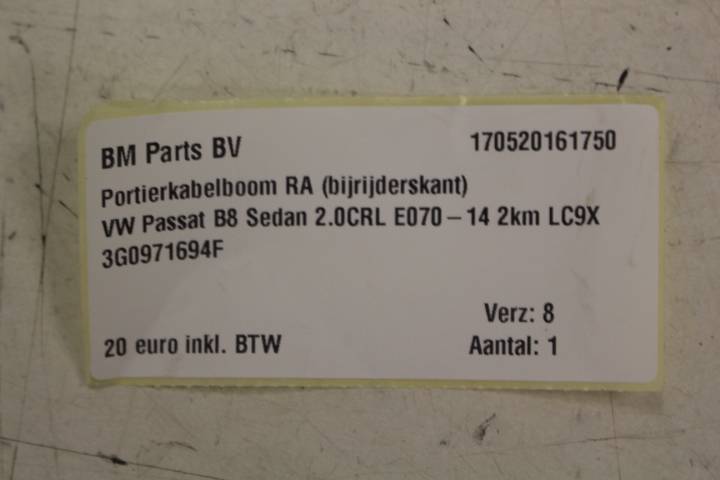 BM Parts BV 170520161750
Portierkabelboom RA (bijrijderskant)
VW Passat B8 Sedan 2.0CRL E070-14 2km LC9X
3G0971694F
Verz: 8
20 euro inkl. BTW Aantal: 1